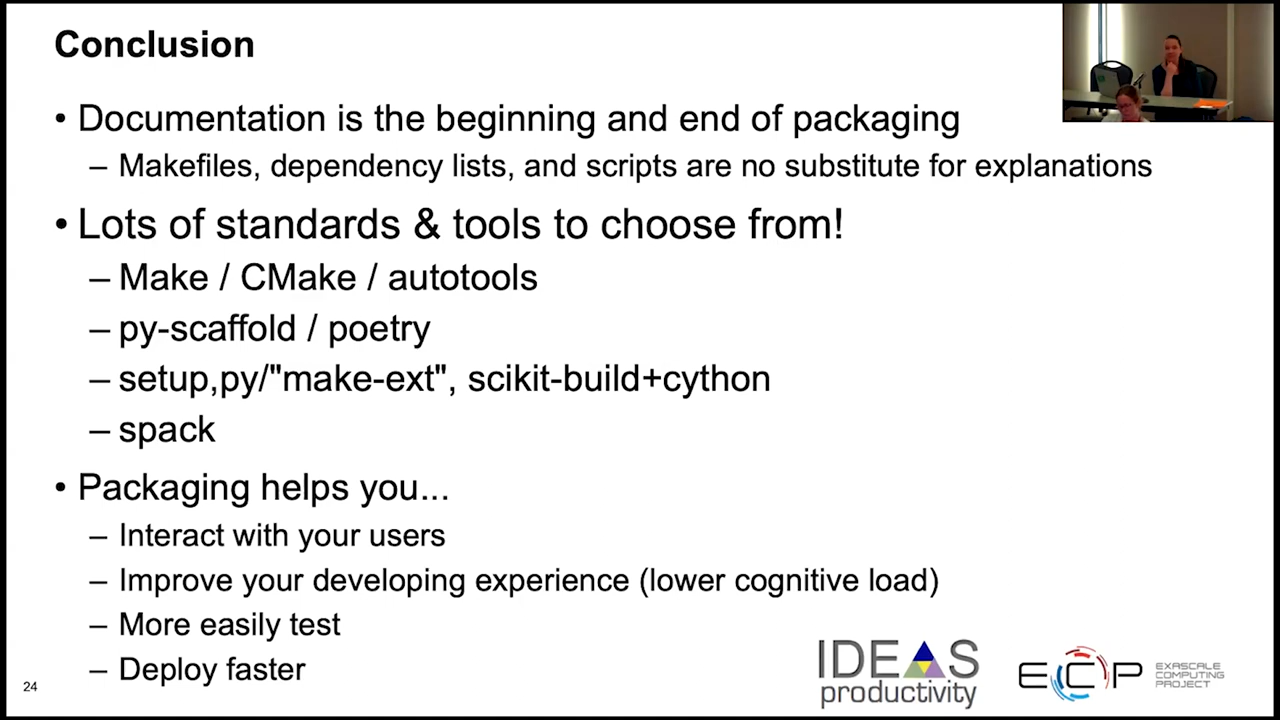 Conclusion
• Documentation is the beginning and end of packaging
– Makefiles, dependency lists, and scripts are no substitute for explanations
• Lots of standards & tools to choose from!
– Make / CMake / autotools
– py-scaffold / poetry
– setup,py/"make-ext", scikit-build+cython
– spack
• Packaging helps you...
– Interact with your users
– Improve your developing experience (lower cognitive load)
– More easily test
– Deploy faster
24
IDEAS
productivity
ECP
EXASCALE
COMPUTING
PROJECT